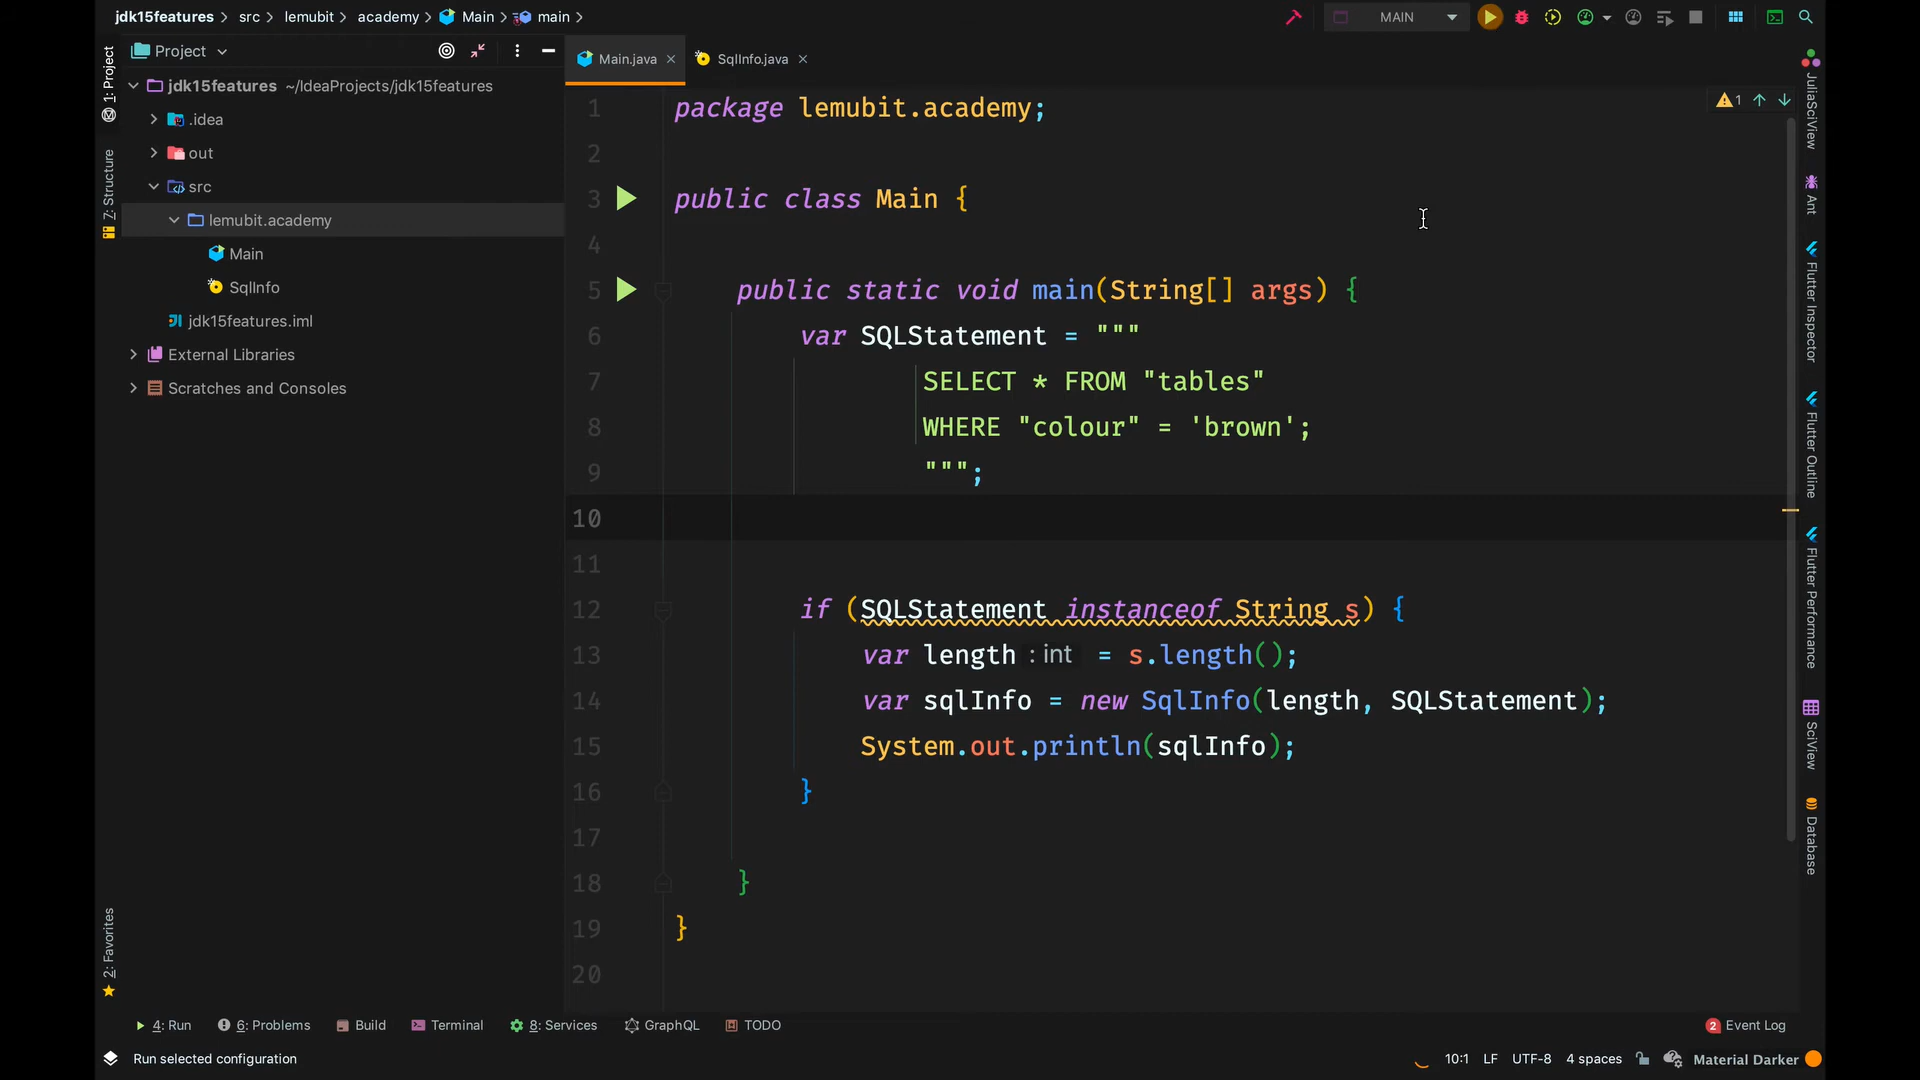 jdk15features > src > lemubit > academy > Main > main >
MAIN
Project
jdk15features ~/IdeaProjects/jdk15features
.idea
out
src
lemubit.academy
Main
SqlInfo
jdk15features.iml
External Libraries
Scratches and Consoles
1: Project
7: Structure
2: Favorites
Main.java
SqlInfo.java
1
1 package lemubit.academy;
2
3 public class Main {
4
5 public static void main(String[] args) {
6 var SQLStatement = """
7 SELECT * FROM "tables"
8 WHERE "colour" = 'brown';
9 """;
10
11
12 if (SQLStatement instanceof String s) {
13 var length : int = s.length();
14 var sqlInfo = new SqlInfo(length, SQLStatement);
15 System.out.println(sqlInfo);
16 }
17
18 }
19 }
20
JuliaSciView
Ant
Flutter Inspector
Flutter Outline
Flutter Performance
SciView
Database
4: Run
6: Problems
Build
Terminal
8: Services
GraphQL
TODO
2 Event Log
Run selected configuration
10:1 LF UTF-8 4 spaces Material Darker